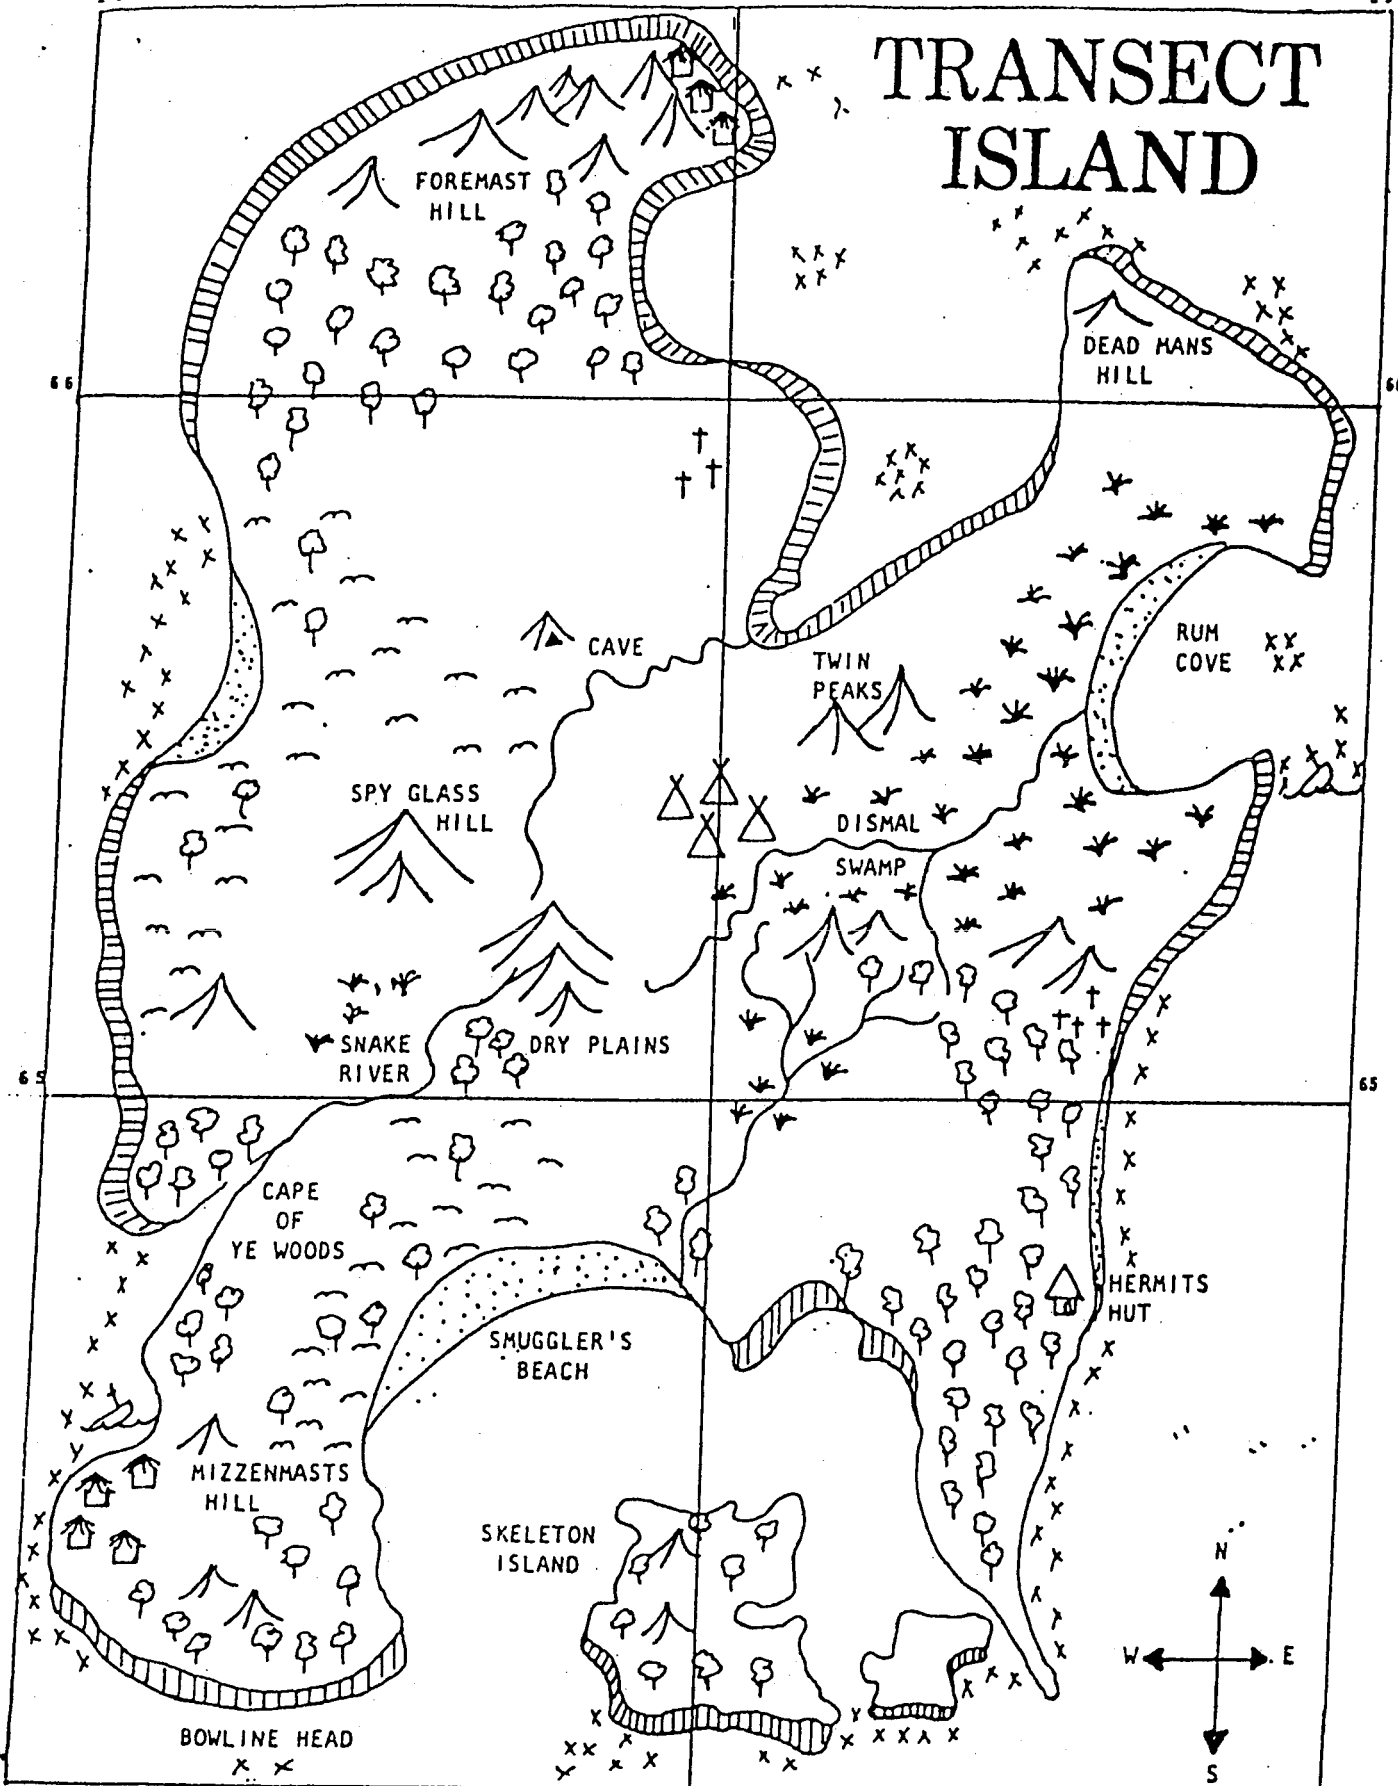 TRANSECT
ISLAND
FOREMAST
HILL
DEAD MANS
HILL
66
RUM
COVE
CAVE
TWIN
PEAKS
SPY GLASS
HILL
DISMAL
SWAMP
SNAKE
RIVER
DRY PLAINS
65
65
CAPE
OF
YE WOODS
HERMITS
HUT
SMUGGLER'S
BEACH
MIZZENMASTS
HILL
SKELETON
ISLAND
N
W
E
S
BOWLINE HEAD